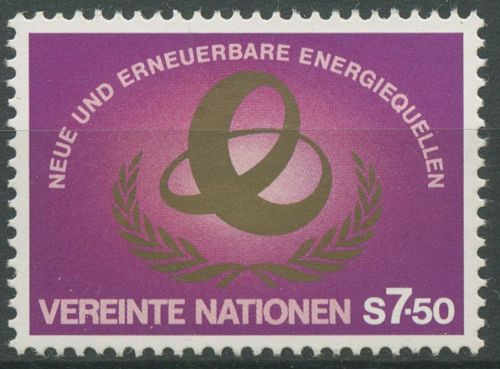 NEUE UND ERNEUERBARE ENERGIEQUELLEN
VEREINTE NATIONEN S7·50